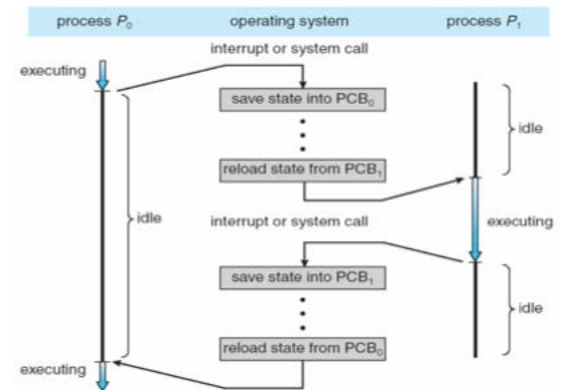 process P₀ operating system process P₁
interrupt or system call
executing
save state into PCB₀
idle
reload state from PCB₁
idle
interrupt or system call
executing
save state into PCB₁
idle
reload state from PCB₀
executing